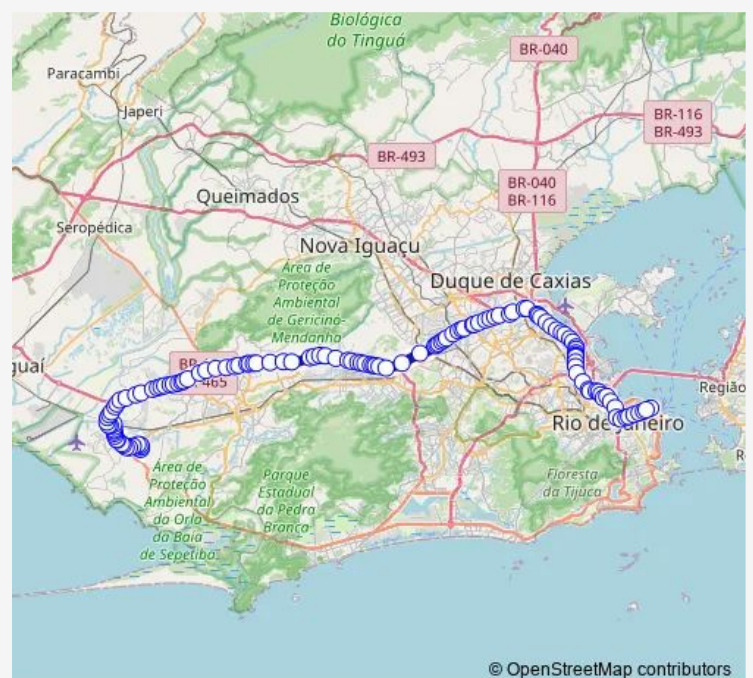 Biológica
do Tinguá
BR-040
Paracambi
Japeri
BR-116
BR-493
BR-493
BR-040
BR-116
Queimados
Seropédica
Nova Iguaçu
Duque de Caxias
Área de
Proteção
Ambiental
de Gericinó-
Mendanha
guaí
BR-
465
Região
Rio de Janeiro
Área de
Proteção
Ambiental
da Orla
da Baía
de Sepetiba
Parque
Estadual
da Pedra
Branca
Floresta
da Tijuca
R
© OpenStreetMap contributors